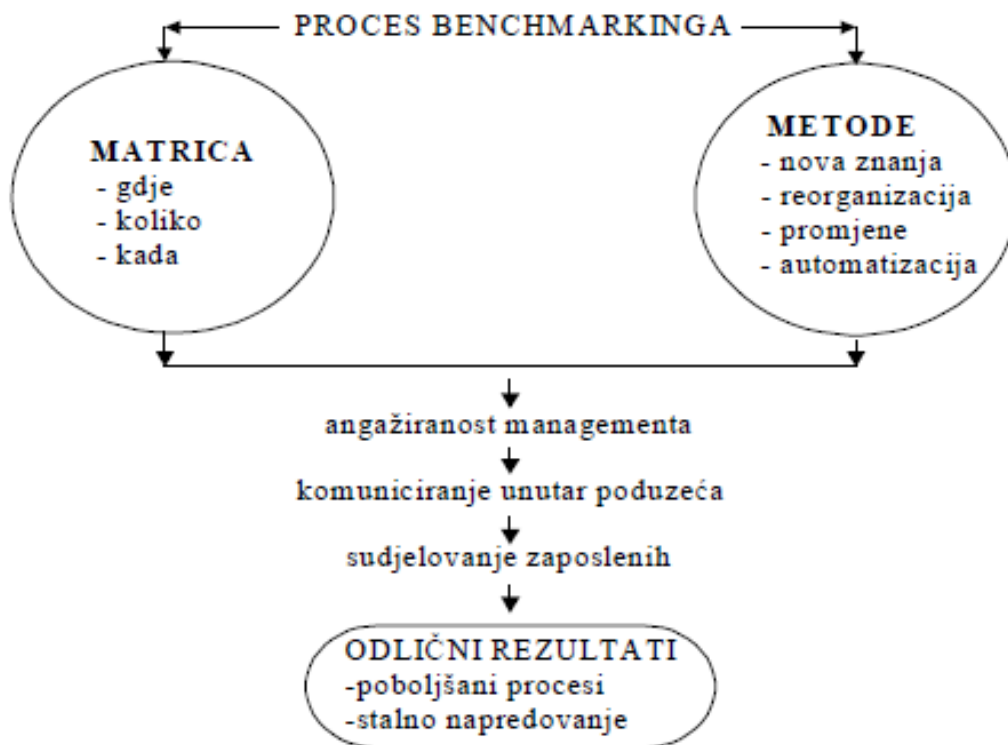 PROCES BENCHMARKINGA
MATRICA
- gdje
- koliko
- kada
METODE
- nova znanja
- reorganizacija
- promjene
- automatizacija
angažiranost managementa
komuniciranje unutar poduzeća
sudjelovanje zaposlenih
ODLIČNI REZULTATI
-poboljšani procesi
-stalno napredovanje